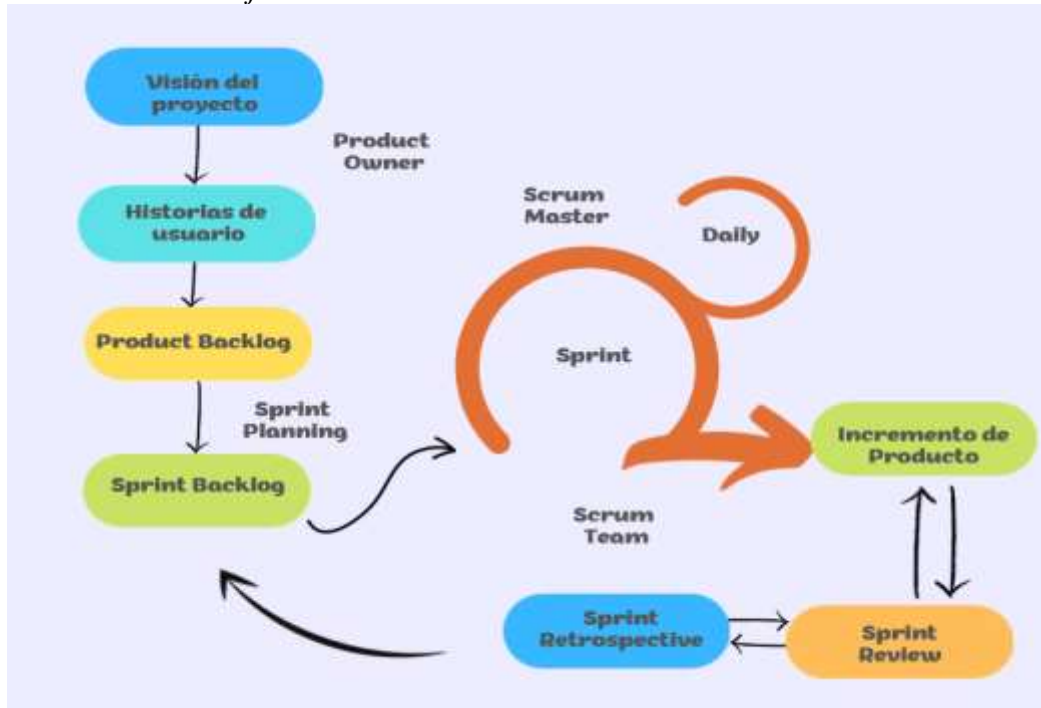 Visión del
proyecto
Product
Owner
Historias de
usuario
Product Backlog
Sprint
Planning
Sprint Backlog
Scrum
Master
Daily
Sprint
Incremento de
Producto
Scrum
Team
Sprint
Retrospective
Sprint
Review